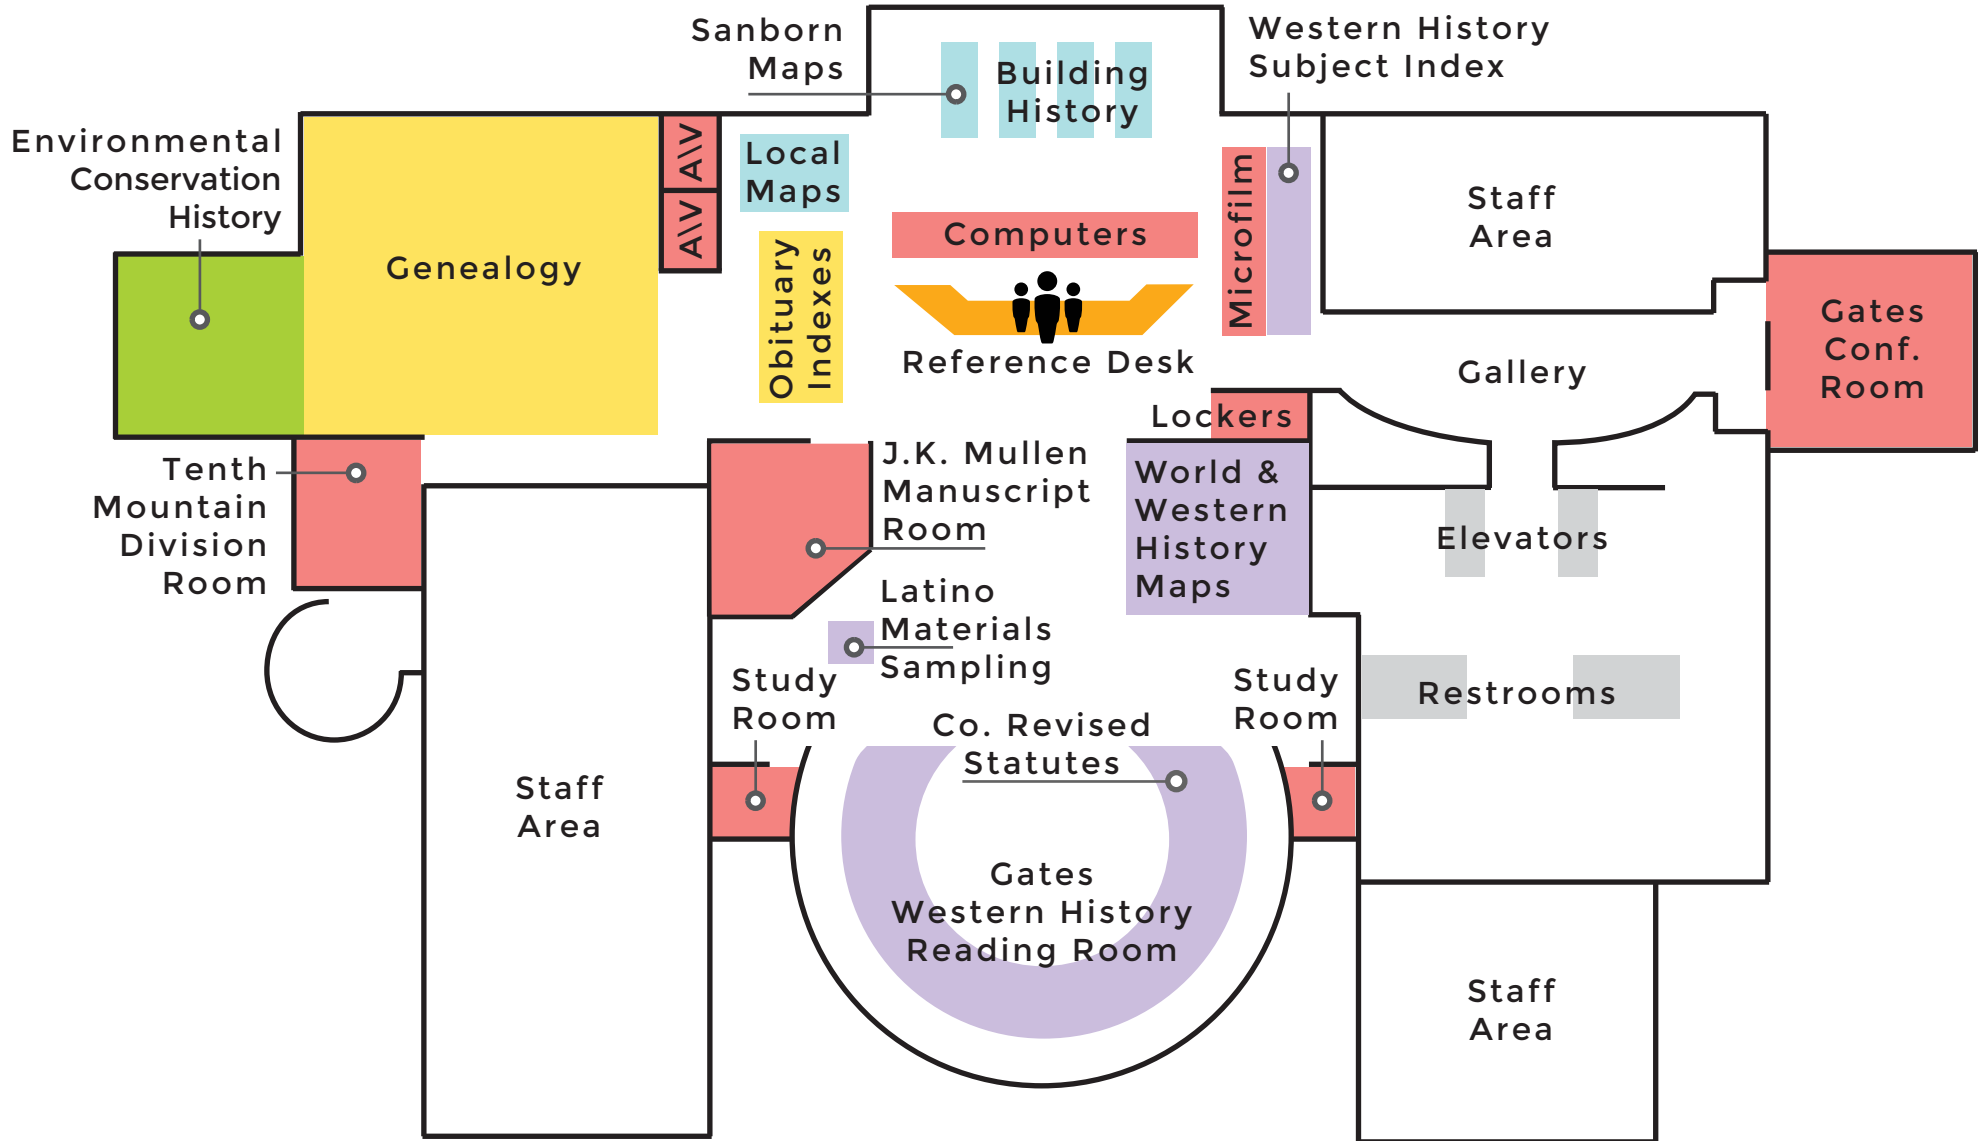 Sanborn
Maps
Building
History
Western History
Subject Index
Environmental
Conservation
History
A\V
A\V
Local
Maps
Microfilm
Staff
Area
Genealogy
Obituary
Indexes
Computers
Reference Desk
Gallery
Gates
Conf.
Room
Lockers
Tenth
Mountain
Division
Room
J.K. Mullen
Manuscript
Room
World &
Western
History
Maps
Elevators
Latino
Materials
Sampling
Study
Room
Study
Room
Restrooms
Co. Revised
Statutes
Staff
Area
Gates
Western History
Reading Room
Staff
Area